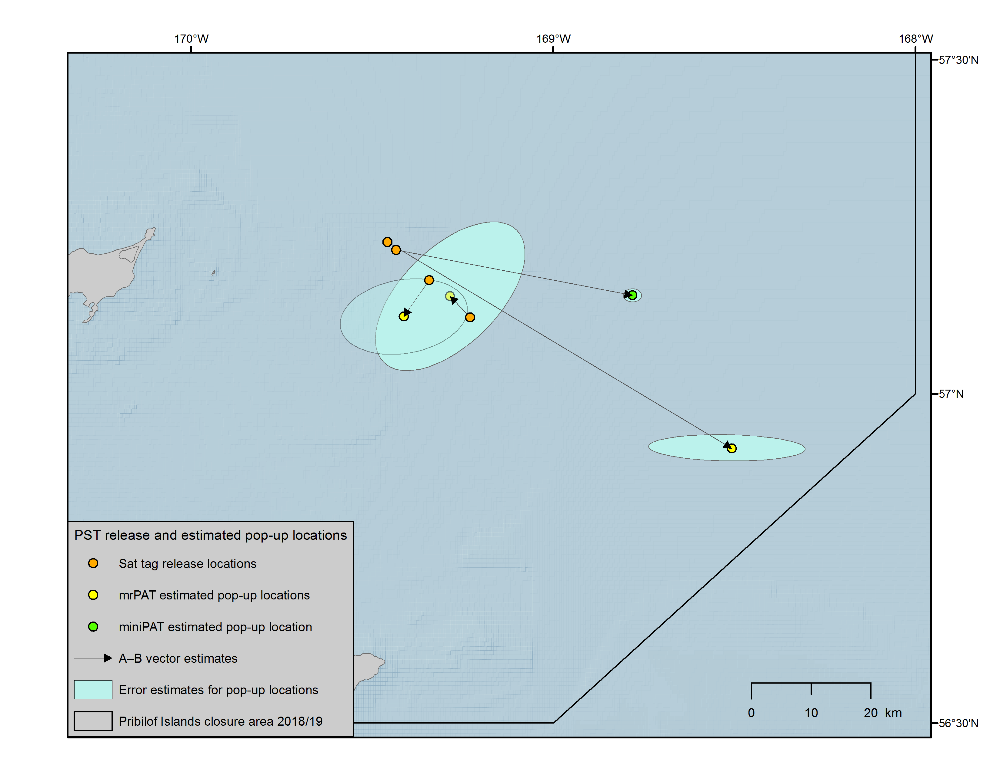 170°W
169°W
168°W
57°30'N
57°N
56°30'N
PST release and estimated pop-up locations
Sat tag release locations
mrPAT estimated pop-up locations
miniPAT estimated pop-up location
A–B vector estimates
Error estimates for pop-up locations
Pribilof Islands closure area 2018/19
0 10 20 km